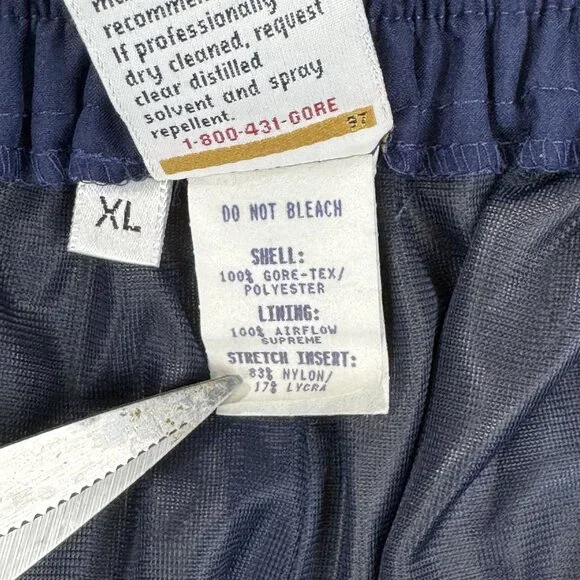 recommen
If professionally
dry cleaned, request
clear distilled
solvent and spray
repellent.
1-800-431-GORE
97
XL
DO NOT BLEACH
SHELL:
100% GORE-TEX/
POLYESTER
LINING:
100% AIRFLOW
SUPREME
STRETCH INSERT:
83% NYLON/
17% LYCRA